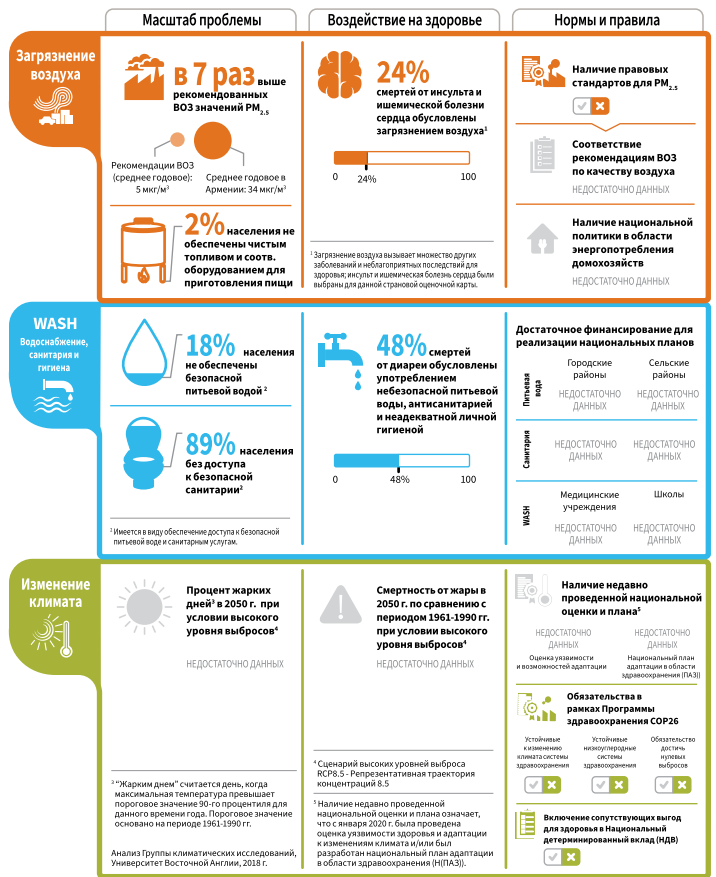 Масштаб проблемы
Воздействие на здоровье
Нормы и правила
Загрязнение
воздуха
в 7 раз выше
рекомендованных
ВОЗ значений PM2.5
Рекомендации ВОЗ
(среднее годовое):
5 мкг/м³
Среднее годовое в
Армении: 34 мкг/м³
2% населения не
обеспечены чистым
топливом и соотв.
оборудованием для
приготовления пищи
24%
смертей от инсульта и
ишемической болезни
сердца обусловлены
загрязнением воздуха¹
0
24%
100
¹ Загрязнение воздуха вызывает множество других
заболеваний и неблагоприятных последствий для
здоровья; инсульт и ишемическая болезнь сердца были
выбраны для данной страновой оценочной карты.
Наличие правовых
стандартов для PM2.5
Соответствие
рекомендациям ВОЗ
по качеству воздуха
НЕДОСТАТОЧНО ДАННЫХ
Наличие национальной
политики в области
энергопотребления
домохозяйств
НЕДОСТАТОЧНО ДАННЫХ
WASH
Водоснабжение,
санитария и
гигиена
18% населения
не обеспечены
безопасной
питьевой водой ²
89% населения
без доступа
к безопасной
санитарии²
² Имеется в виду обеспечение доступа к безопасной
питьевой воде и санитарным услугам.
48% смертей
от диареи обусловлены
употреблением
небезопасной питьевой
воды, антисанитарией
и неадекватной личной
гигиеной
0
48%
100
Достаточное финансирование для
реализации национальных планов
Питьевая
вода
Городские
районы
Сельские
районы
НЕДОСТАТОЧНО
ДАННЫХ
НЕДОСТАТОЧНО
ДАННЫХ
Санитария
НЕДОСТАТОЧНО
ДАННЫХ
НЕДОСТАТОЧНО
ДАННЫХ
WASH
Медицинские
учреждения
Школы
НЕДОСТАТОЧНО
ДАННЫХ
НЕДОСТАТОЧНО
ДАННЫХ
Изменение
климата
Процент жарких
дней³ в 2050 г. при
условии высокого
уровня выбросов⁴
НЕДОСТАТОЧНО ДАННЫХ
³ “Жарким днем” считается день, когда
максимальная температура превышает
пороговое значение 90-го процентиля для
данного времени года. Пороговое значение
основано на периоде 1961-1990 гг.
Анализ Группы климатических исследований,
Университет Восточной Англии, 2018 г.
Смертность от жары в
2050 г. по сравнению с
периодом 1961-1990 гг.
при условии высокого
уровня выбросов⁴
НЕДОСТАТОЧНО ДАННЫХ
⁴ Сценарий высоких уровней выброса
RCP8.5 - Репрезентативная траектория
концентраций 8.5
⁵ Наличие недавно проведенной
национальной оценки и плана означает,
что с января 2020 г. была проведена
оценка уязвимости здоровья и адаптации
к изменениям климата и/или был
разработан национальный план адаптации
в области здравоохранения (Н(ПАЗ)).
Наличие недавно
проведенной национальной
оценки и плана⁵
НЕДОСТАТОЧНО
ДАННЫХ
НЕДОСТАТОЧНО
ДАННЫХ
Оценка уязвимости
и возможностей адаптации
Национальный план
адаптации в области
здравоохранения (ПАЗ))
Обязательства в
рамках Программы
здравоохранения COP26
Устойчивые
к изменению
климата системы
здравоохранения
Устойчивые
низкоуглеродные
системы
здравоохранения
Обязательство
достичь
нулевых
выбросов
Включение сопутствующих выгод
для здоровья в Национальный
детерминированный вклад (НДВ)